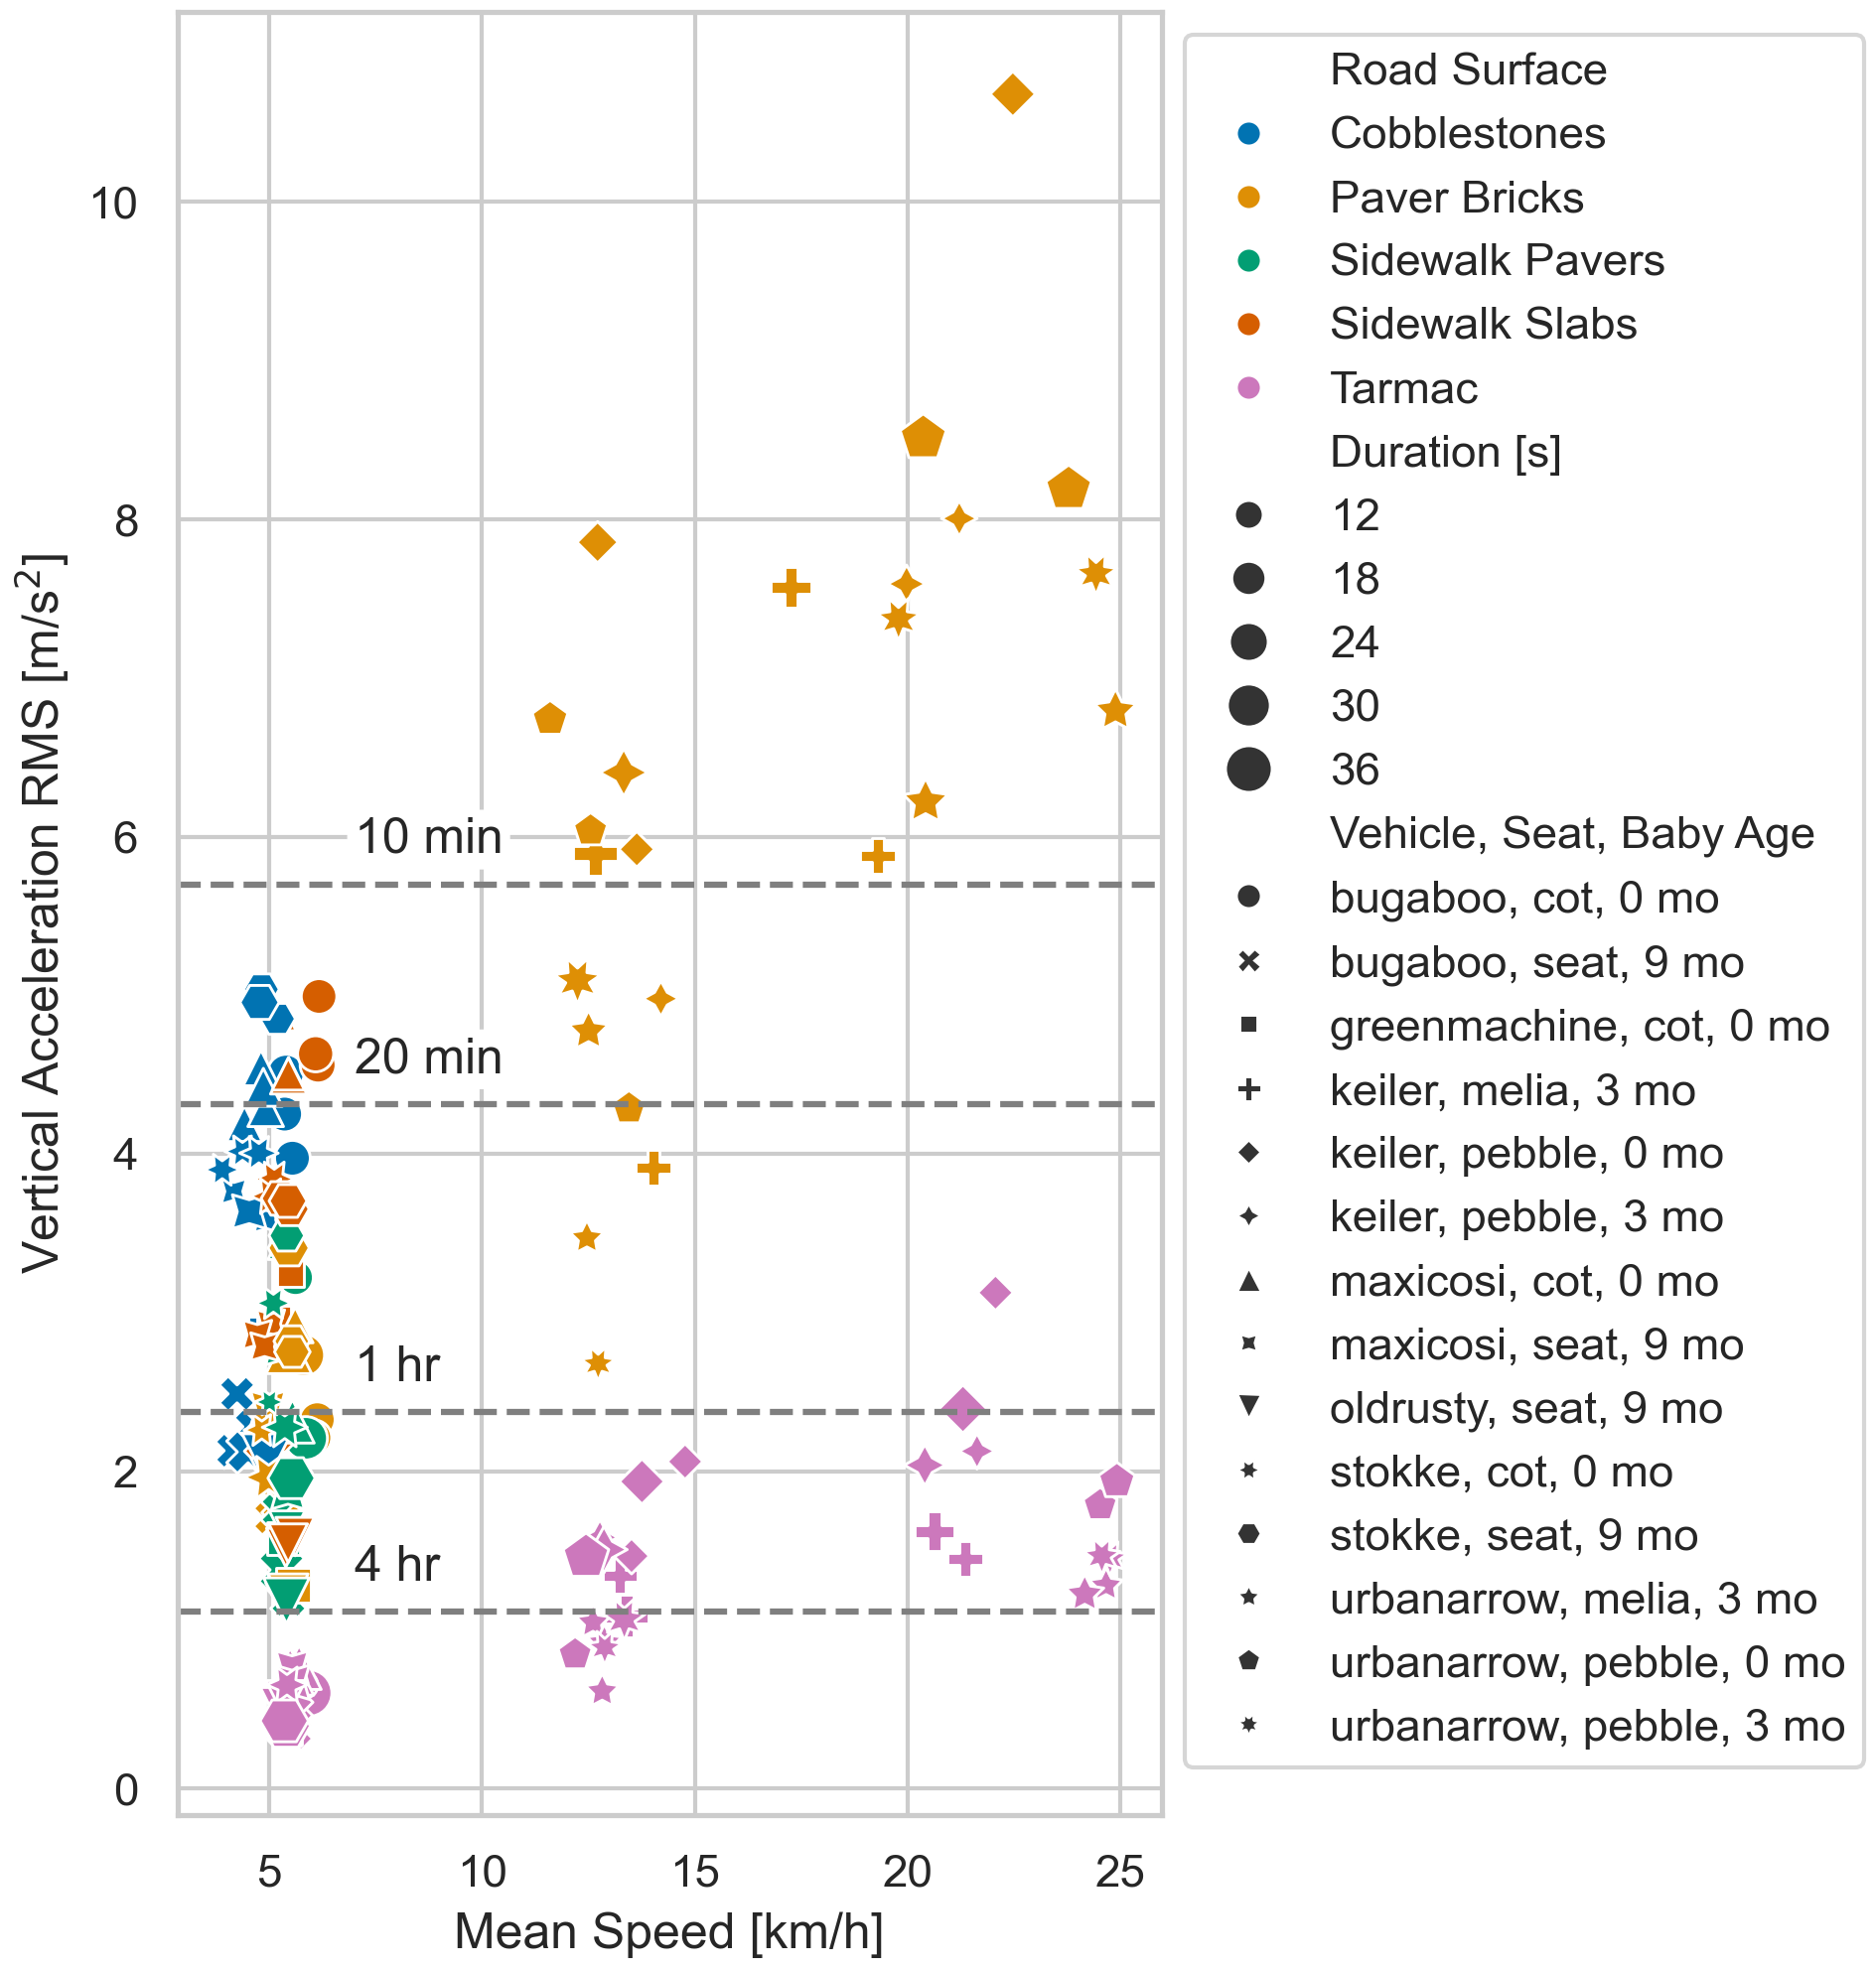 Vertical Acceleration RMS [m/s²]
10
8
6
4
2
0
10 min
20 min
1 hr
4 hr
5 10 15 20 25
Mean Speed [km/h]
Road Surface
Cobblestones
Paver Bricks
Sidewalk Pavers
Sidewalk Slabs
Tarmac
Duration [s]
12
18
24
30
36
Vehicle, Seat, Baby Age
bugaboo, cot, 0 mo
bugaboo, seat, 9 mo
greenmachine, cot, 0 mo
keiler, melia, 3 mo
keiler, pebble, 0 mo
keiler, pebble, 3 mo
maxicosi, cot, 0 mo
maxicosi, seat, 9 mo
oldrusty, seat, 9 mo
stokke, cot, 0 mo
stokke, seat, 9 mo
urbanarrow, melia, 3 mo
urbanarrow, pebble, 0 mo
urbanarrow, pebble, 3 mo